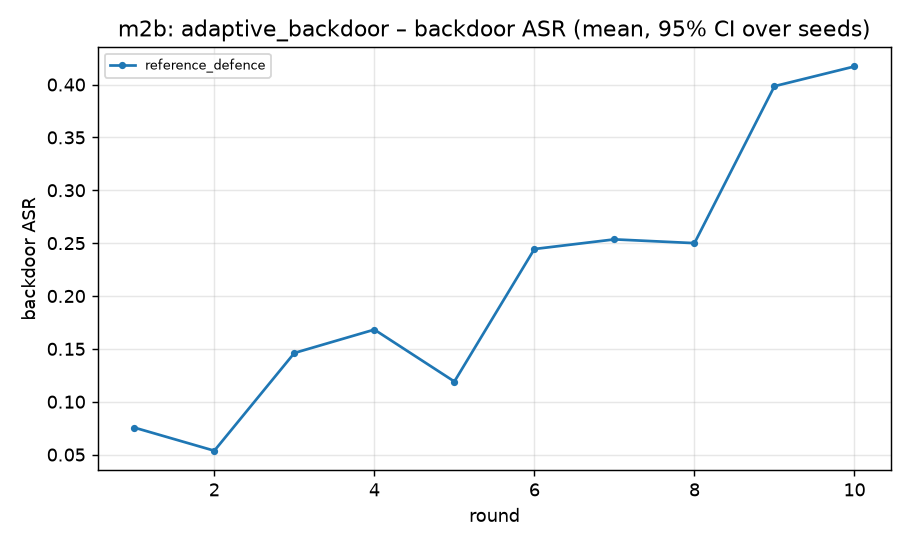 m2b: adaptive_backdoor – backdoor ASR (mean, 95% CI over seeds)
reference_defence
0.40
0.35
0.30
0.25
0.20
0.15
0.10
0.05
backdoor ASR
2 4 6 8 10
round